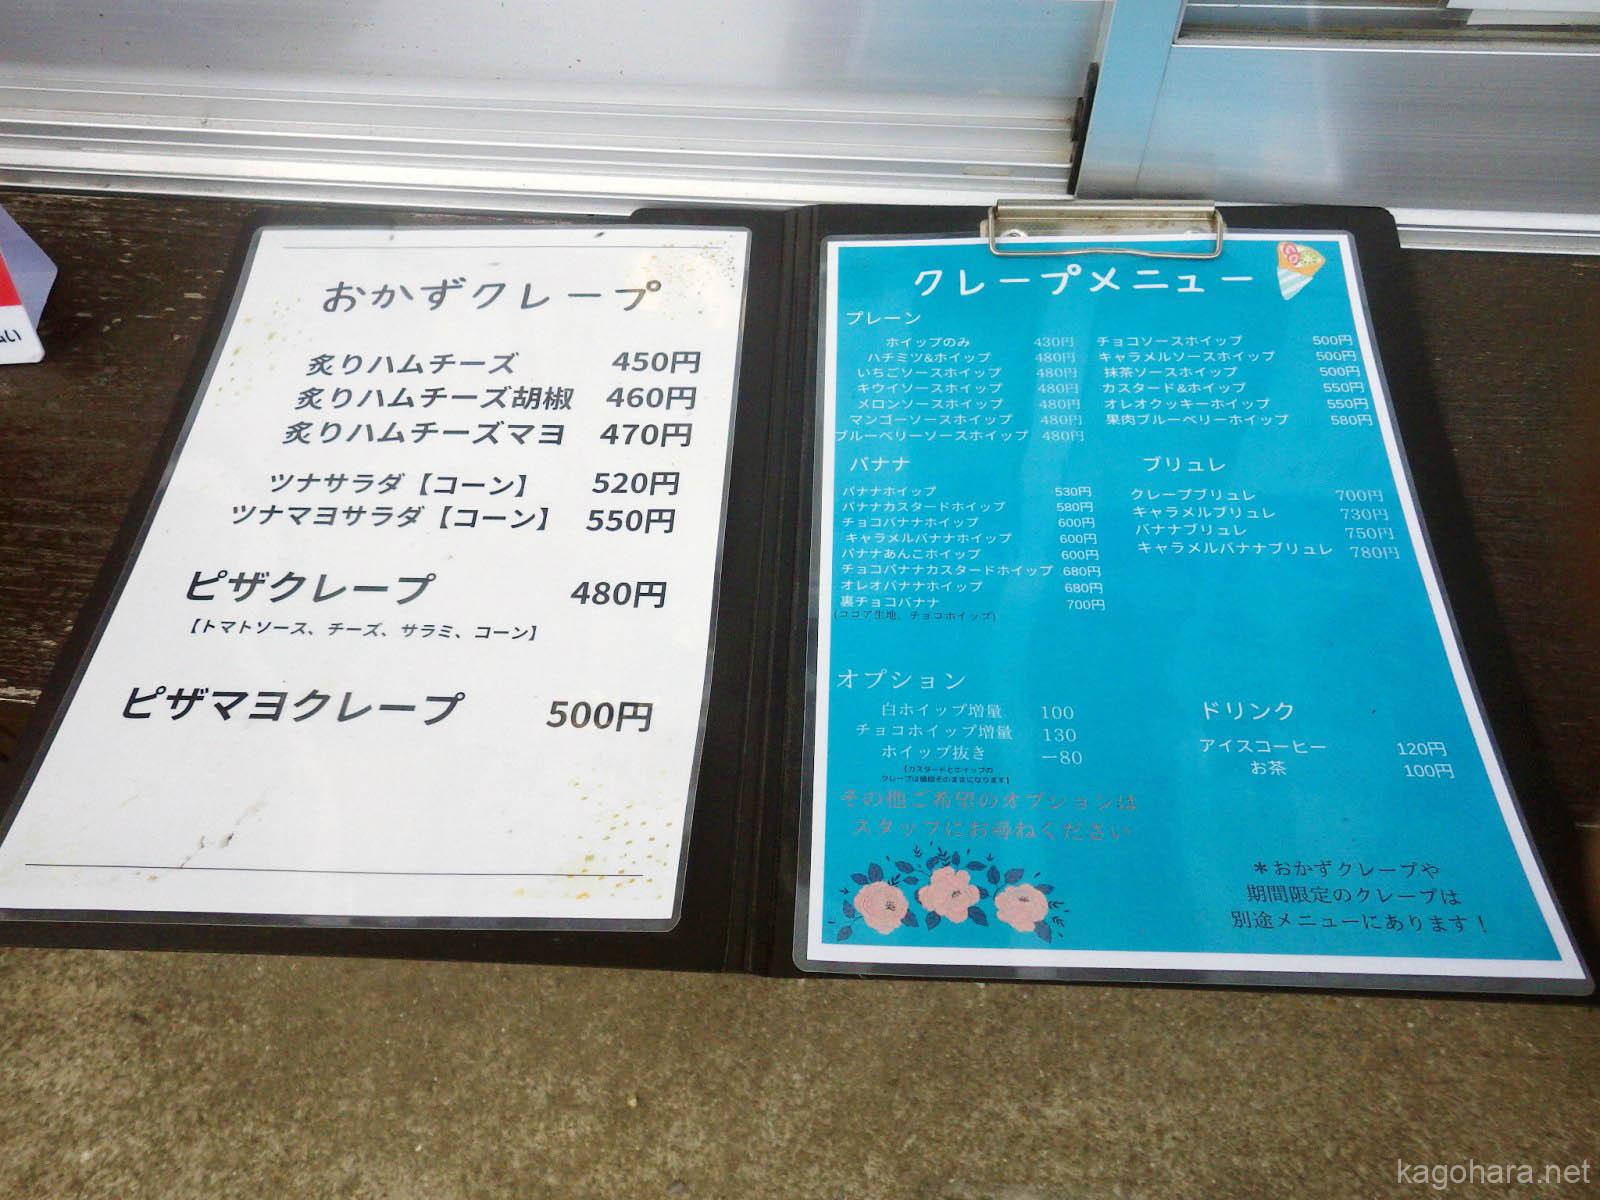 おかずクレープ
炙りハムチーズ 450円
炙りハムチーズ胡椒 460円
炙りハムチーズマヨ 470円
ツナサラダ【コーン】 520円
ツナマヨサラダ【コーン】 550円
ピザクレープ 480円
【トマトソース、チーズ、サラミ、コーン】
ピザマヨクレープ 500円
クレープメニュー
プレーン
ホイップのみ 430円
ハチミツ&ホイップ 480円
いちごソースホイップ 480円
キウイソースホイップ 480円
メロンソースホイップ 480円
マンゴーソースホイップ 480円
ブルーベリーソースホイップ 480円
チョコソースホイップ 500円
キャラメルソースホイップ 500円
抹茶ソースホイップ 500円
カスタード&ホイップ 550円
オレオクッキーホイップ 550円
果肉ブルーベリーホイップ 580円
バナナ
バナナホイップ 530円
バナナカスタードホイップ 580円
チョコバナナホイップ 600円
キャラメルバナナホイップ 600円
バナナあんこホイップ 600円
チョコバナナカスタードホイップ 680円
オレオバナナホイップ 680円
裏チョコバナナ 700円
(ココア生地、チョコホイップ)
ブリュレ
クレープブリュレ 700円
キャラメルブリュレ 730円
バナナブリュレ 750円
キャラメルバナナブリュレ 780円
オプション
白ホイップ増量 100
チョコホイップ増量 130
ホイップ抜き −80
【カスタードとホイップの
クレープは値段そのままになります】
その他ご希望のオプションは
スタッフにお尋ねください
ドリンク
アイスコーヒー 120円
お茶 100円
＊おかずクレープや
期間限定のクレープは
別途メニューにあります！
kagohara.net